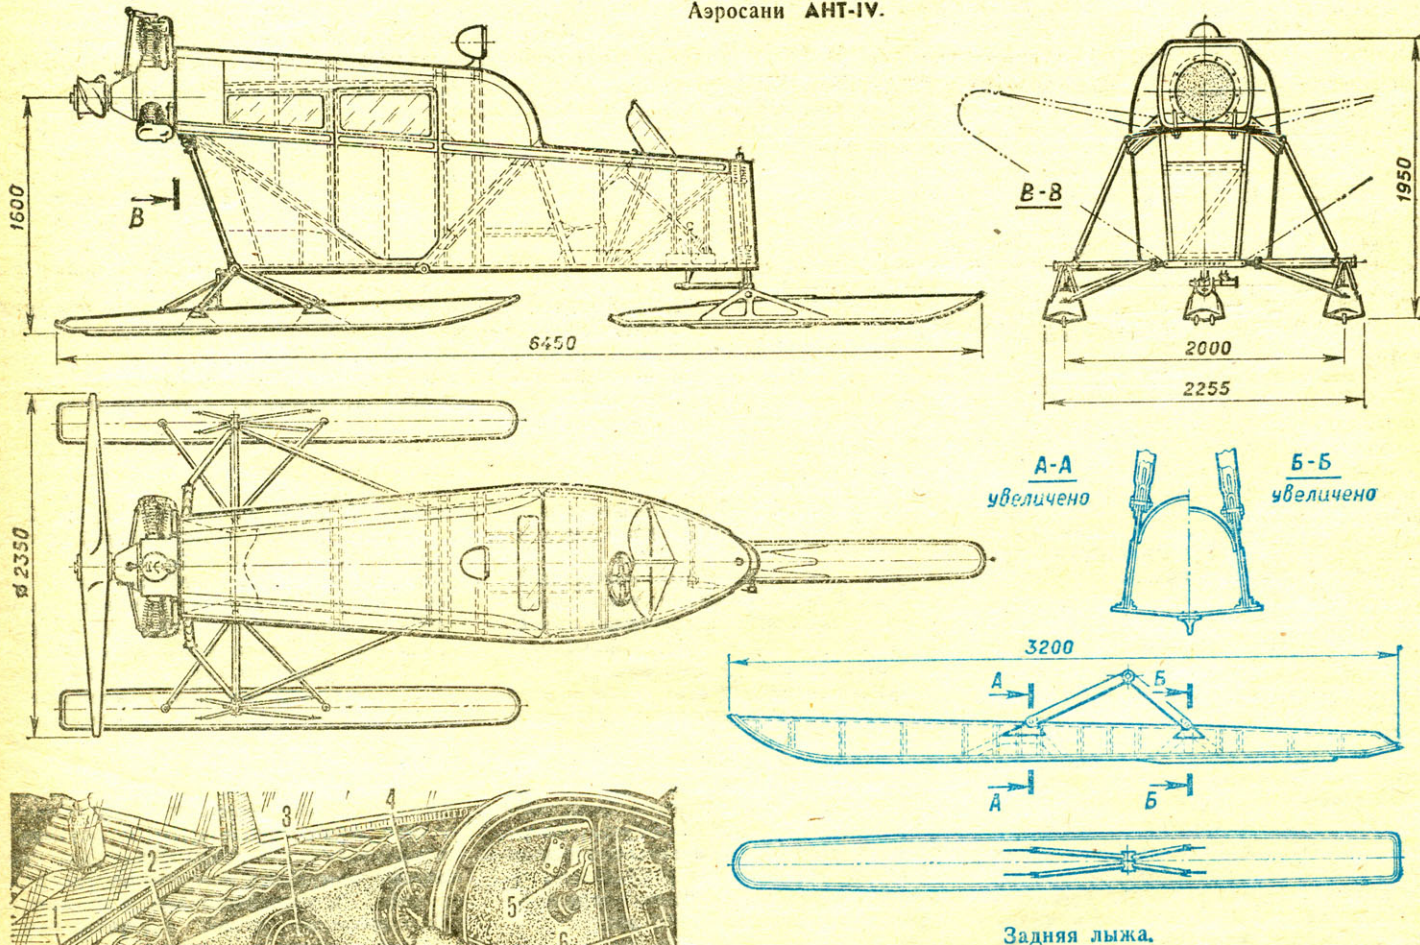 Аэросани АНТ-IV.
1600
В
6450
В-В
1950
2000
2255
ø 2350
А-А
увеличено
Б-Б
увеличено
3200
А
Б
А
Б
1
2
3
4
5
6
Задняя лыжа.